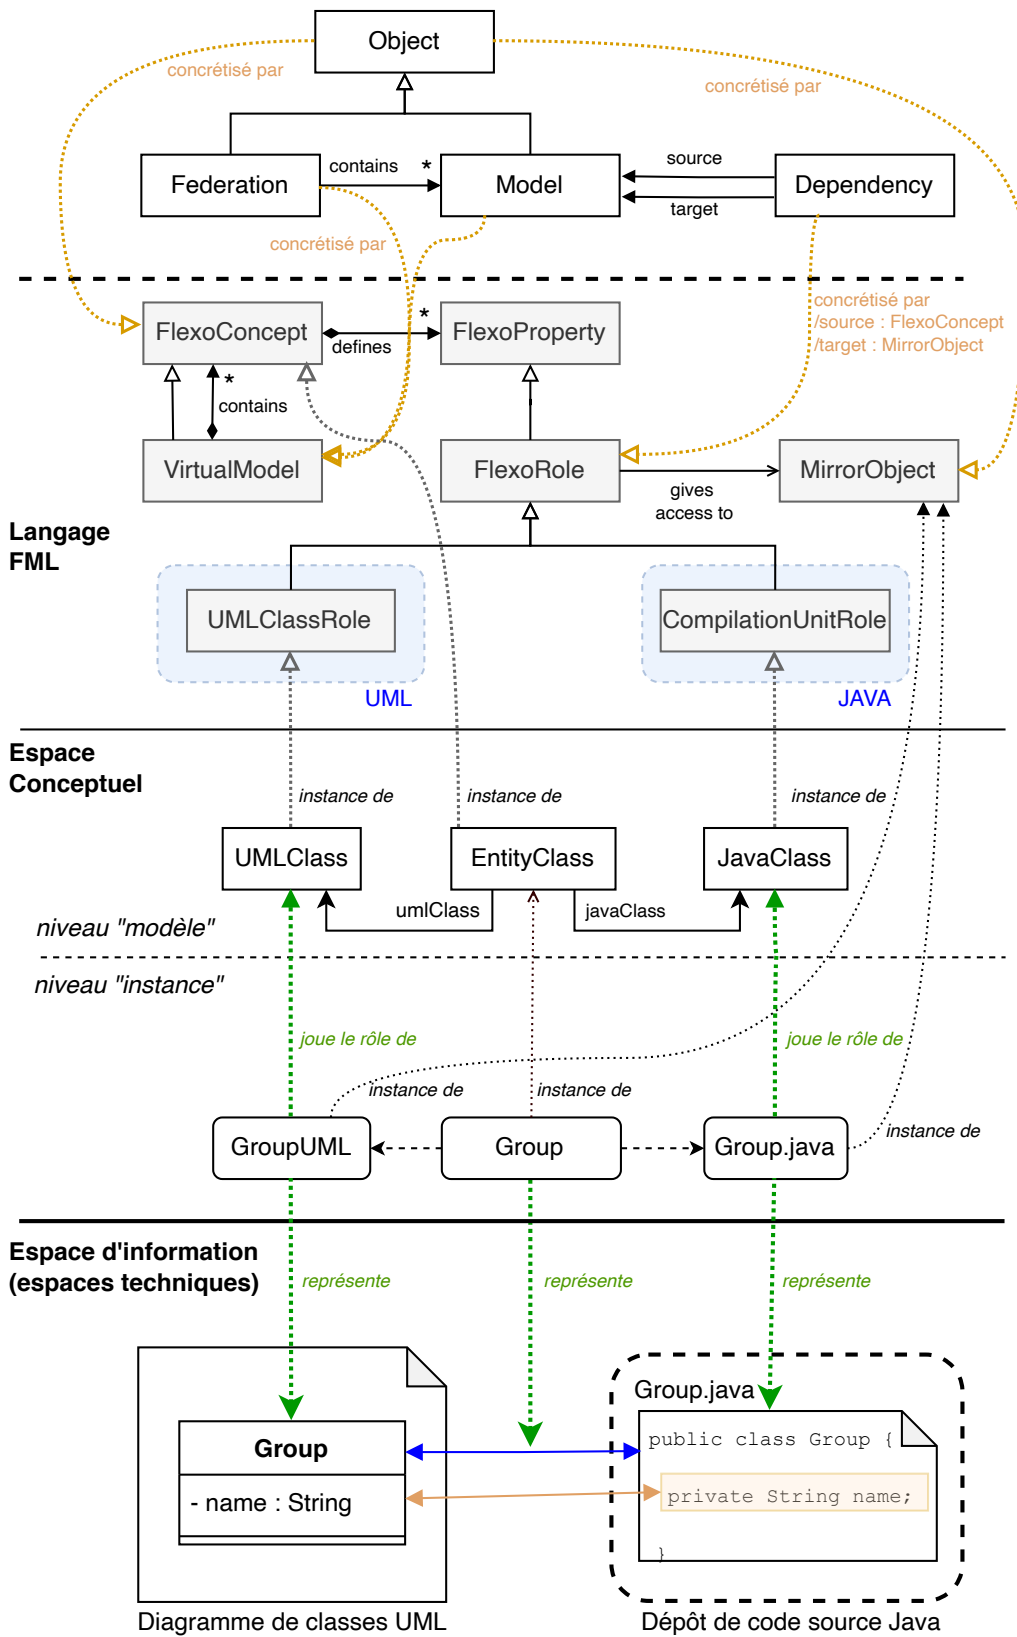 Object
concrétisé par
concrétisé par
Federation
contains
*
Model
source
target
Dependency
concrétisé par
FlexoConcept
defines
*
FlexoProperty
concrétisé par
/source : FlexoConcept
/target : MirrorObject
*
contains
VirtualModel
FlexoRole
gives
access to
MirrorObject
Langage
FML
UMLClassRole
UML
CompilationUnitRole
JAVA
Espace
Conceptuel
instance de
instance de
instance de
UMLClass
EntityClass
JavaClass
umlClass
javaClass
niveau "modèle"
niveau "instance"
joue le rôle de
joue le rôle de
instance de
instance de
instance de
GroupUML
Group
Group.java
Espace d'information
(espaces techniques)
représente
représente
représente
Group.java
Group
- name : String
public class Group {
private String name;
}
Diagramme de classes UML
Dépôt de code source Java